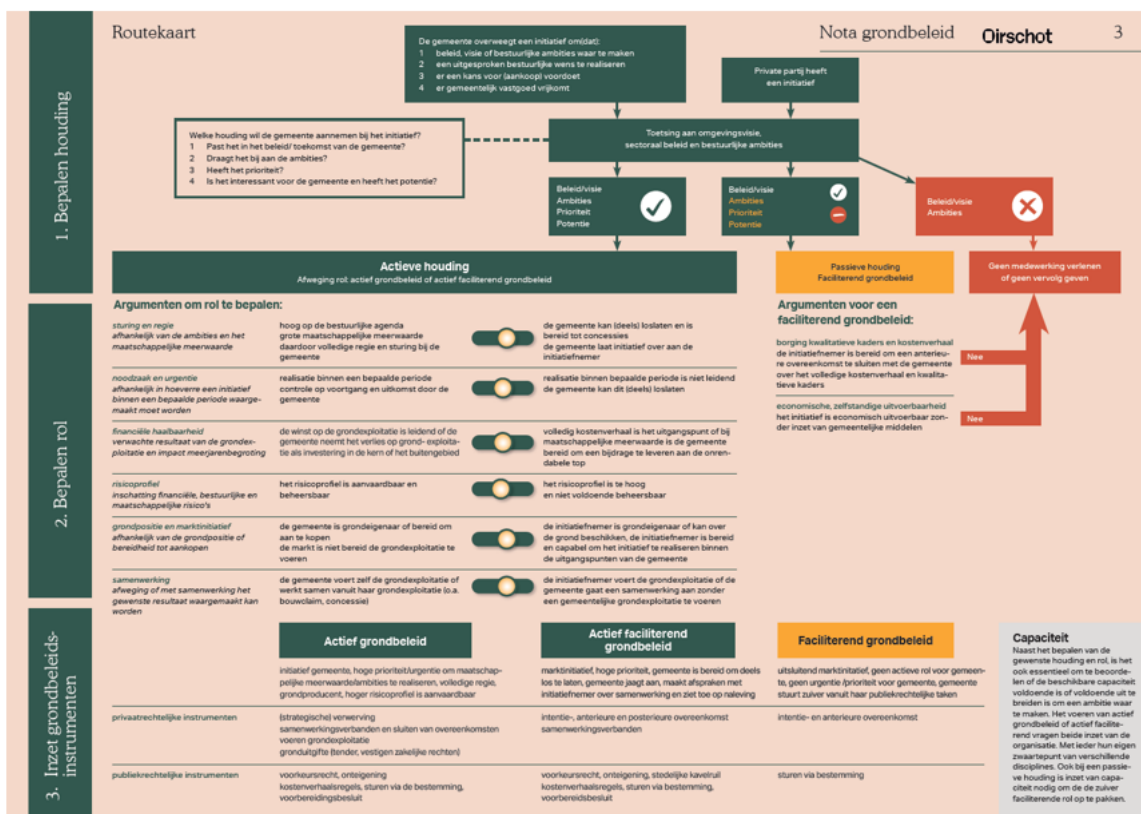 Routekaart
Nota grondbeleid
Oirschot
3
1. Bepalen houding
De gemeente overweegt een initiatief om(dat):
1 beleid, visie of bestuurlijke ambities waar te maken
2 een uitgesproken bestuurlijke wens te realiseren
3 er een kans voor (aankoop) voordoet
4 er gemeentelijk vastgoed vrijkomt
Private partij heeft
een initiatief
Welke houding wil de gemeente aannemen bij het initiatief?
1 Past het in het beleid/ toekomst van de gemeente?
2 Draagt het bij aan de ambities?
3 Heeft het prioriteit?
4 Is het interessant voor de gemeente en heeft het potentie?
Toetsing aan omgevingsvisie,
sectoraal beleid en bestuurlijke ambities
Beleid/visie
Ambities
Prioriteit
Potentie
Beleid/visie
Ambities
Prioriteit
Potentie
Beleid/visie
Ambities
Actieve houding
Afweging rol: actief grondbeleid of actief faciliterend grondbeleid
Passieve houding
Faciliterend grondbeleid
Geen medewerking verlenen
of geen vervolg geven
2. Bepalen rol
Argumenten om rol te bepalen:
sturing en regie
afhankelijk van de ambities en het
maatschappelijke meerwaarde
hoog op de bestuurlijke agenda
grote maatschappelijke meerwaarde
daardoor volledige regie en sturing bij de
gemeente
de gemeente kan (deels) loslaten en is
bereid tot concessies
de gemeente laat initiatief over aan de
initiatiefnemer
noodzaak en urgentie
afhankelijk in hoeverre een initiatief
binnen een bepaalde periode waarge-
maakt moet worden
realisatie binnen een bepaalde periode
controle op voortgang en uitkomst door de
gemeente
realisatie binnen bepaalde periode is niet leidend
de gemeente kan dit (deels) loslaten
financiële haalbaarheid
verwachte resultaat van de grondex-
ploitatie en impact meerjarenbegroting
de winst op de grondexploitatie is leidend of de
gemeente neemt het verlies op grond- exploita-
tie als investering in de kern of het buitengebied
volledig kostenverhaal is het uitgangspunt of bij
maatschappelijke meerwaarde is de gemeente
bereid om een bijdrage te leveren aan de onren-
dabele top
risicoprofiel
inschatting financiële, bestuurlijke en
maatschappelijke risico's
het risicoprofiel is aanvaardbaar en
beheersbaar
het risicoprofiel is te hoog
en niet voldoende beheersbaar
grondpositie en marktinitiatief
afhankelijk van de grondpositie of
bereidheid tot aankopen
de gemeente is grondeigenaar of bereid om
aan te kopen
de markt is niet bereid de grondexploitatie te
voeren
de initiatiefnemer is grondeigenaar of kan over
de grond beschikken, de initiatiefnemer is bereid
en capabel om het initiatief te realiseren binnen
de uitgangspunten van de gemeente
samenwerking
afweging of met samenwerking het
gewenste resultaat waargemaakt kan
worden
de gemeente voert zelf de grondexploitatie of
werkt samen vanuit haar grondexploitatie (o.a.
bouwclaim, concessie)
de initiatiefnemer voert de grondexploitatie of de
gemeente gaat een samenwerking aan zonder
een gemeentelijke grondexploitatie te voeren
Argumenten voor een
faciliterend grondbeleid:
borging kwalitatieve kaders en kostenverhaal
de initiatiefnemer is bereid om een anterieu-
re overeenkomst te sluiten met de gemeente
over het volledige kostenverhaal en kwalita-
tieve kaders
Nee
economische, zelfstandige uitvoerbaarheid
het initiatief is economisch uitvoerbaar zon-
der inzet van gemeentelijke middelen
Nee
3. Inzet grondbeleids-
instrumenten
Actief grondbeleid
Actief faciliterend
grondbeleid
Faciliterend grondbeleid
initiatief gemeente, hoge prioriteit/urgentie om maatschap-
pelijke meerwaarde/ambities te realiseren, volledige regie,
grondproducent, hoger risicoprofiel is aanvaardbaar
marktinitiatief, hoge prioriteit, gemeente is bereid om deels
los te laten, gemeente jaagt aan, maakt afspraken met
initiatiefnemer over samenwerking en ziet toe op naleving
uitsluitend marktinitatief, geen actieve rol voor gemeen-
te, geen urgentie /prioriteit voor gemeente, gemeente
stuurt zuiver vanuit haar publiekrechtelijke taken
privaatrechtelijke instrumenten
(strategische) verwerving
samenwerkingsverbanden en sluiten van overeenkomsten
voeren grondexploitatie
gronduitgifte (tender, vestigen zakelijke rechten)
intentie-, anterieure en posterieure overeenkomst
samenwerkingsverbanden
intentie- en anterieure overeenkomst
publiekrechtelijke instrumenten
voorkeursrecht, onteigening
kostenverhaalsregels, sturen via de bestemming,
voorbereidingsbesluit
voorkeursrecht, onteigening, stedelijke kavelruil
kostenverhaalsregels, sturen via bestemming,
voorbereidsbesluit
sturen via bestemming
Capaciteit
Naast het bepalen van de
gewenste houding en rol, is het
ook essentieel om te beoorde-
len of de beschikbare capaciteit
voldoende is of voldoende uit te
breiden is om een ambitie waar
te maken. Het voeren van actief
grondbeleid of actief facilite-
rend vragen beide inzet van de
organisatie. Met ieder hun eigen
zwaartepunt van verschillende
disciplines. Ook bij een passie-
ve houding is inzet van capa-
citeit nodig om de de zuiver
faciliterende rol op te pakken.